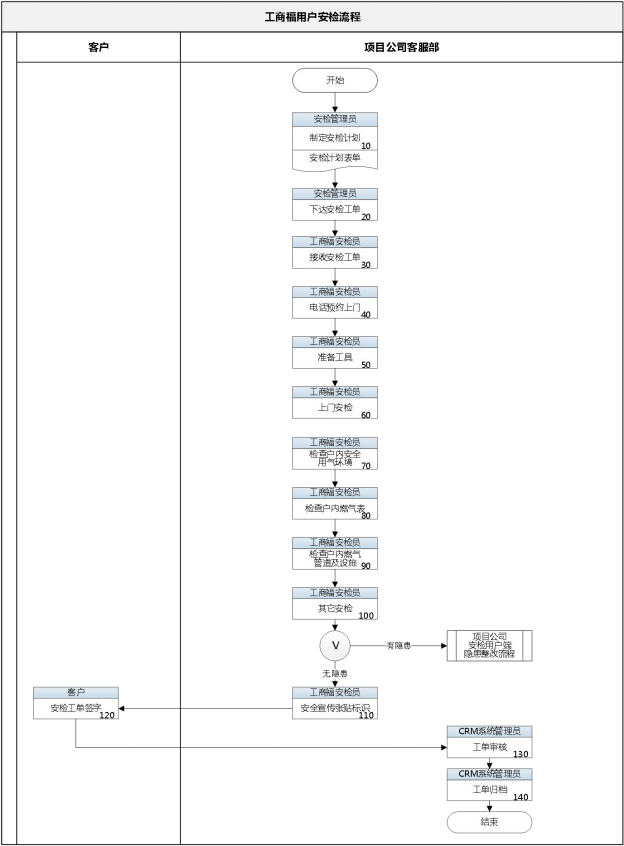 工商福用户安检流程
客户
项目公司客服部
开始
安检管理员
制定安检计划
10
安检计划表单
安检管理员
下达安检工单
20
工商福安检员
接收安检工单
30
工商福安检员
电话预约上门
40
工商福安检员
准备工具
50
工商福安检员
上门安检
60
工商福安检员
检查户内安全
用气环境
70
工商福安检员
检查户内燃气表
80
工商福安检员
检查户内燃气
管道及设施
90
工商福安检员
其它安检
100
V
有隐患
项目公司
安检用户端
隐患整改流程
无隐患
客户
安检工单签字
120
工商福安检员
安全宣传张贴标识
110
CRM系统管理员
工单审核
130
CRM系统管理员
工单归档
140
结束